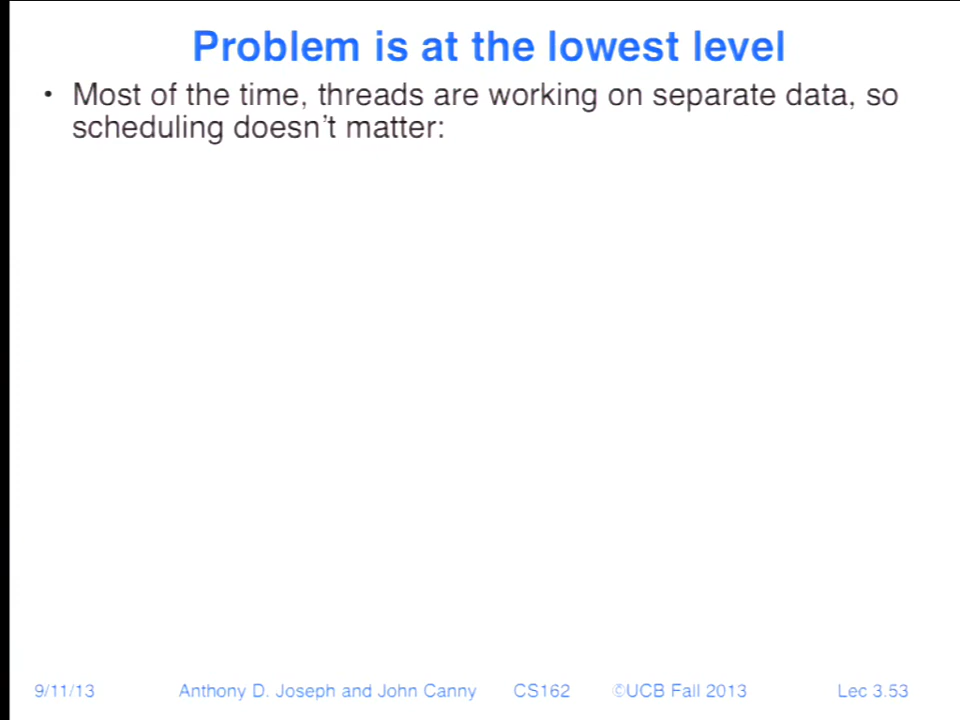 Problem is at the lowest level
• Most of the time, threads are working on separate data, so
scheduling doesn't matter:
9/11/13 Anthony D. Joseph and John Canny CS162 ©UCB Fall 2013 Lec 3.53